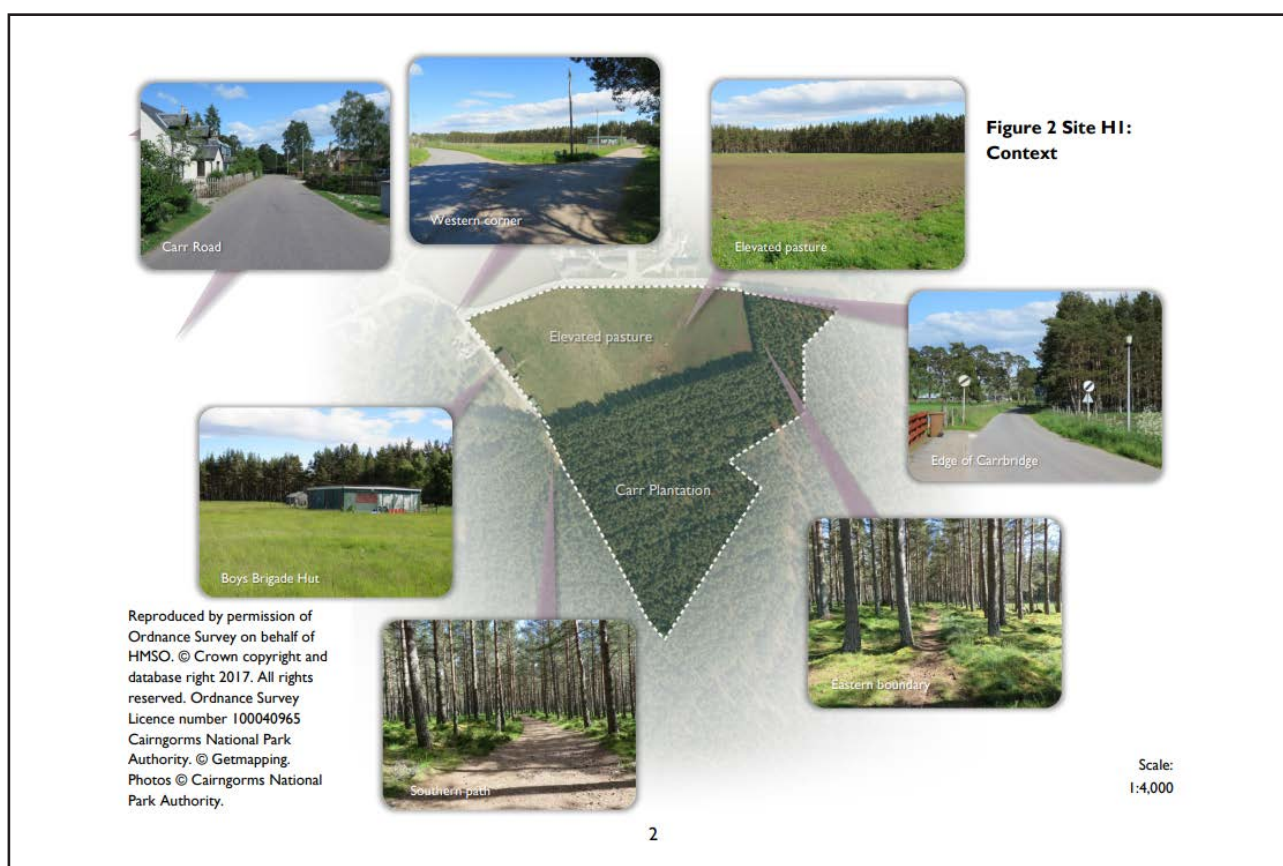 Carr Road
Western corner
Elevated pasture
Figure 2 Site H1:
Context
Elevated pasture
Edge of Carrbridge
Carr Plantation
Boys Brigade Hut
Eastern boundary
Southern path
Reproduced by permission of
Ordnance Survey on behalf of
HMSO. © Crown copyright and
database right 2017. All rights
reserved. Ordnance Survey
Licence number 100040965
Cairngorms National Park
Authority. © Getmapping.
Photos © Cairngorms National
Park Authority.
Scale:
1:4,000
2